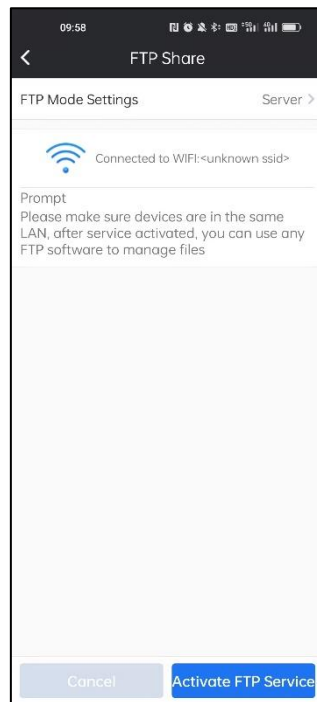 09:58
FTP Share
FTP Mode Settings Server >
Connected to WIFI:<unknown ssid>
Prompt
Please make sure devices are in the same
LAN, after service activated, you can use any
FTP software to manage files
Cancel Activate FTP Service